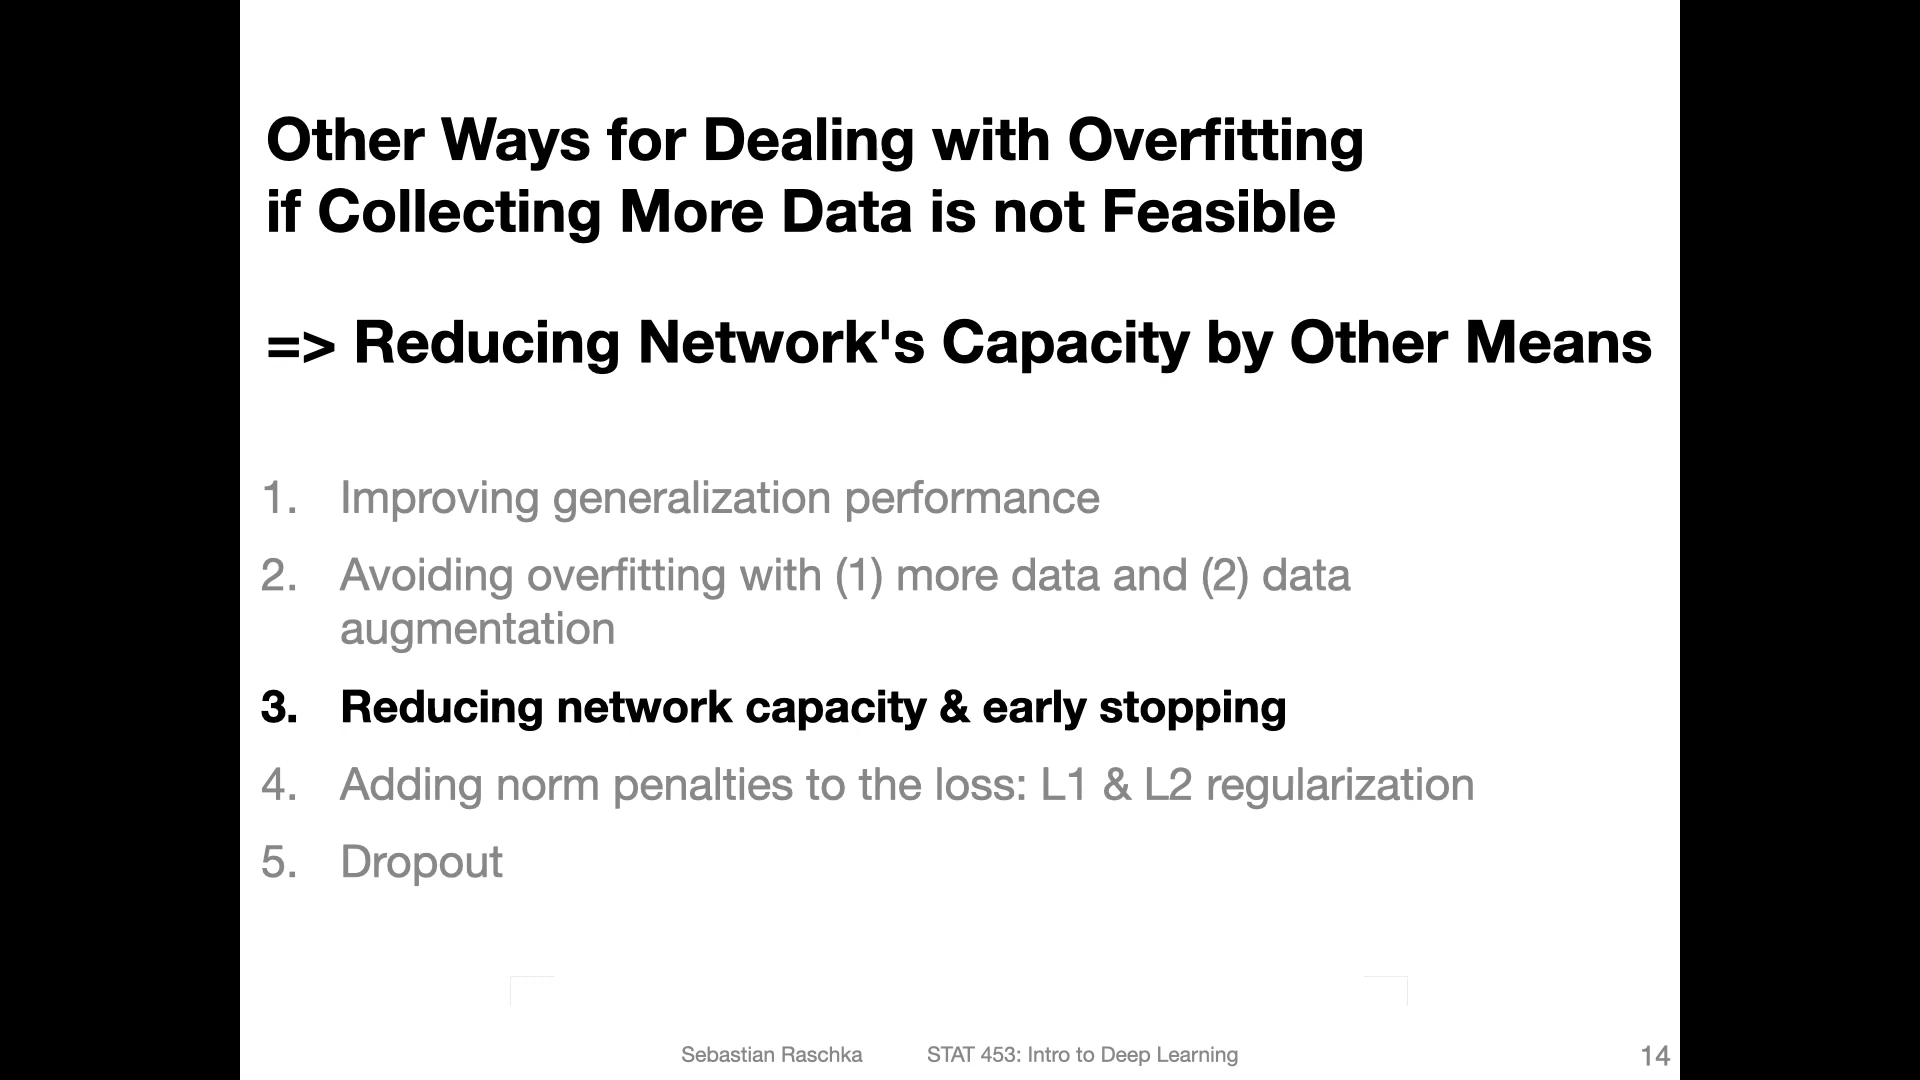 Other Ways for Dealing with Overfitting
if Collecting More Data is not Feasible
=> Reducing Network's Capacity by Other Means
1. Improving generalization performance
2. Avoiding overfitting with (1) more data and (2) data
augmentation
3. Reducing network capacity & early stopping
4. Adding norm penalties to the loss: L1 & L2 regularization
5. Dropout
Sebastian Raschka STAT 453: Intro to Deep Learning 14